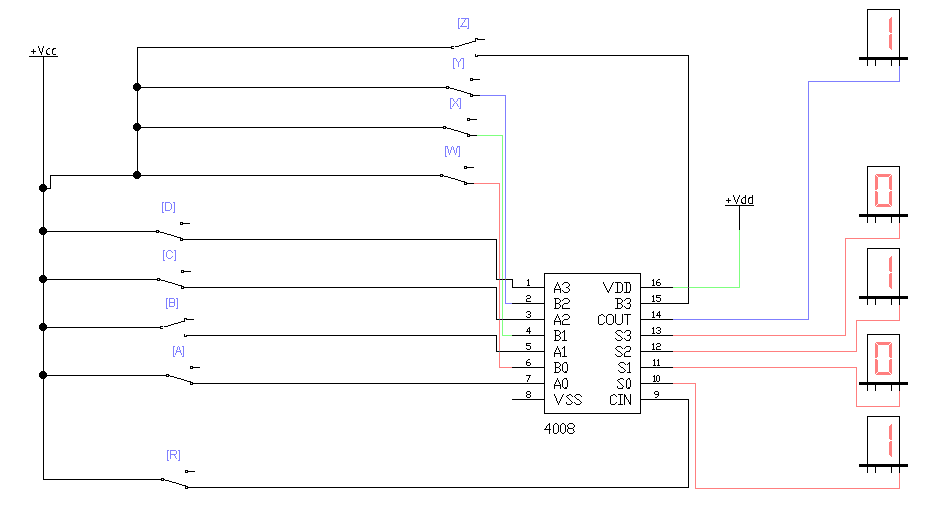 [Z]
+Vcc
[Y]
[X]
[W]
[D]
[C]
[B]
[A]
[R]
+Vdd
1 A3 VDD 16
2 B2 B3 15
3 A2 COUT 14
4 B1 S3 13
5 A1 S2 12
6 B0 S1 11
7 A0 S0 10
8 VSS CIN 9
4008
1
0
1
0
1